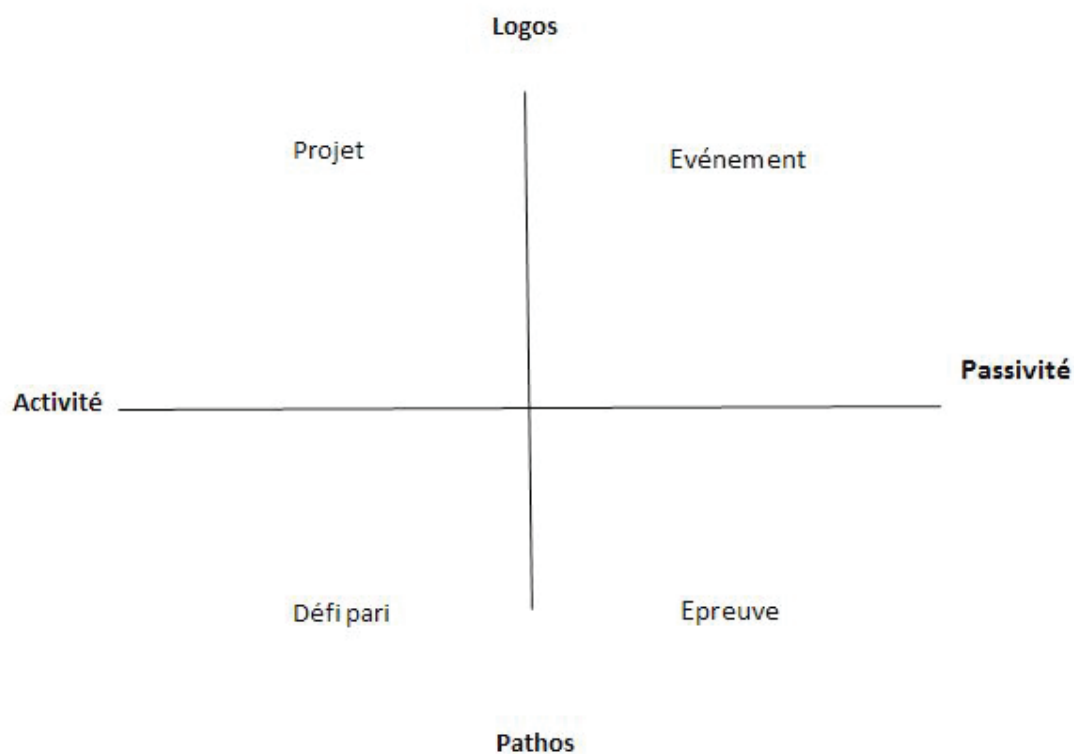 Logos
Projet
Evénement
Passivité
Activité
Défi pari
Epreuve
Pathos